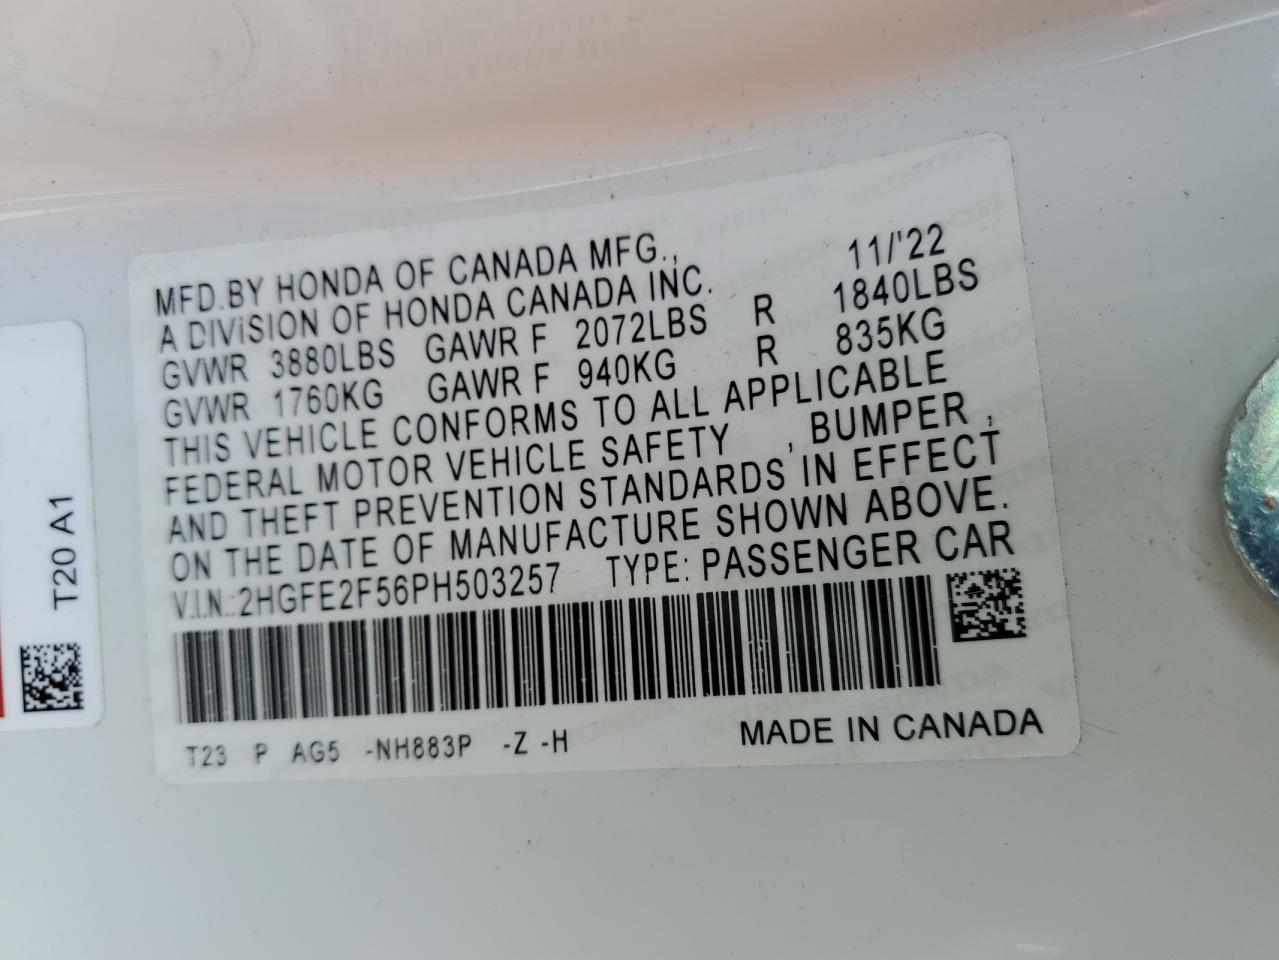 MFD.BY HONDA OF CANADA MFG., 11/'22
A DIVISION OF HONDA CANADA INC.
GVWR 3880LBS GAWR F 2072LBS R 1840LBS
GVWR 1760KG GAWR F 940KG R 835KG
THIS VEHICLE CONFORMS TO ALL APPLICABLE
FEDERAL MOTOR VEHICLE SAFETY , BUMPER ,
AND THEFT PREVENTION STANDARDS IN EFFECT
ON THE DATE OF MANUFACTURE SHOWN ABOVE.
V.I.N.:2HGFE2F56PH503257 TYPE: PASSENGER CAR
T23 P AG5 -NH883P -Z -H MADE IN CANADA
T20 A1